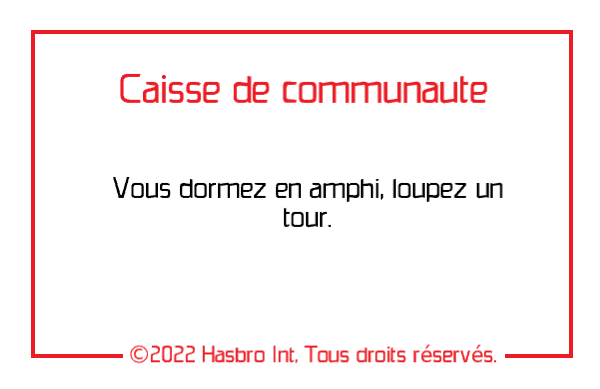 Caisse de communaute
Vous dormez en amphi, loupez un
tour.
©2022 Hasbro Int. Tous droits réservés.